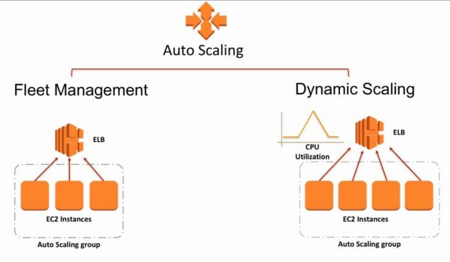 Auto Scaling
Fleet Management
ELB
EC2 Instances
Auto Scaling group
Dynamic Scaling
CPU
Utilization
ELB
EC2 Instances
Auto Scaling group